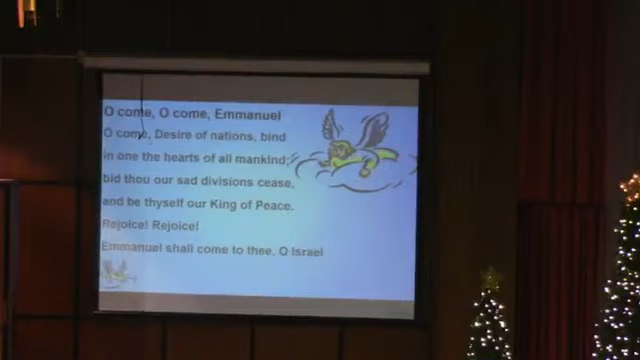 O come, O come, Emmanuel
O come, Desire of nations, bind
in one the hearts of all mankind;
bid thou our sad divisions cease,
and be thyself our King of Peace.
Rejoice! Rejoice!
Emmanuel shall come to thee, O Israel